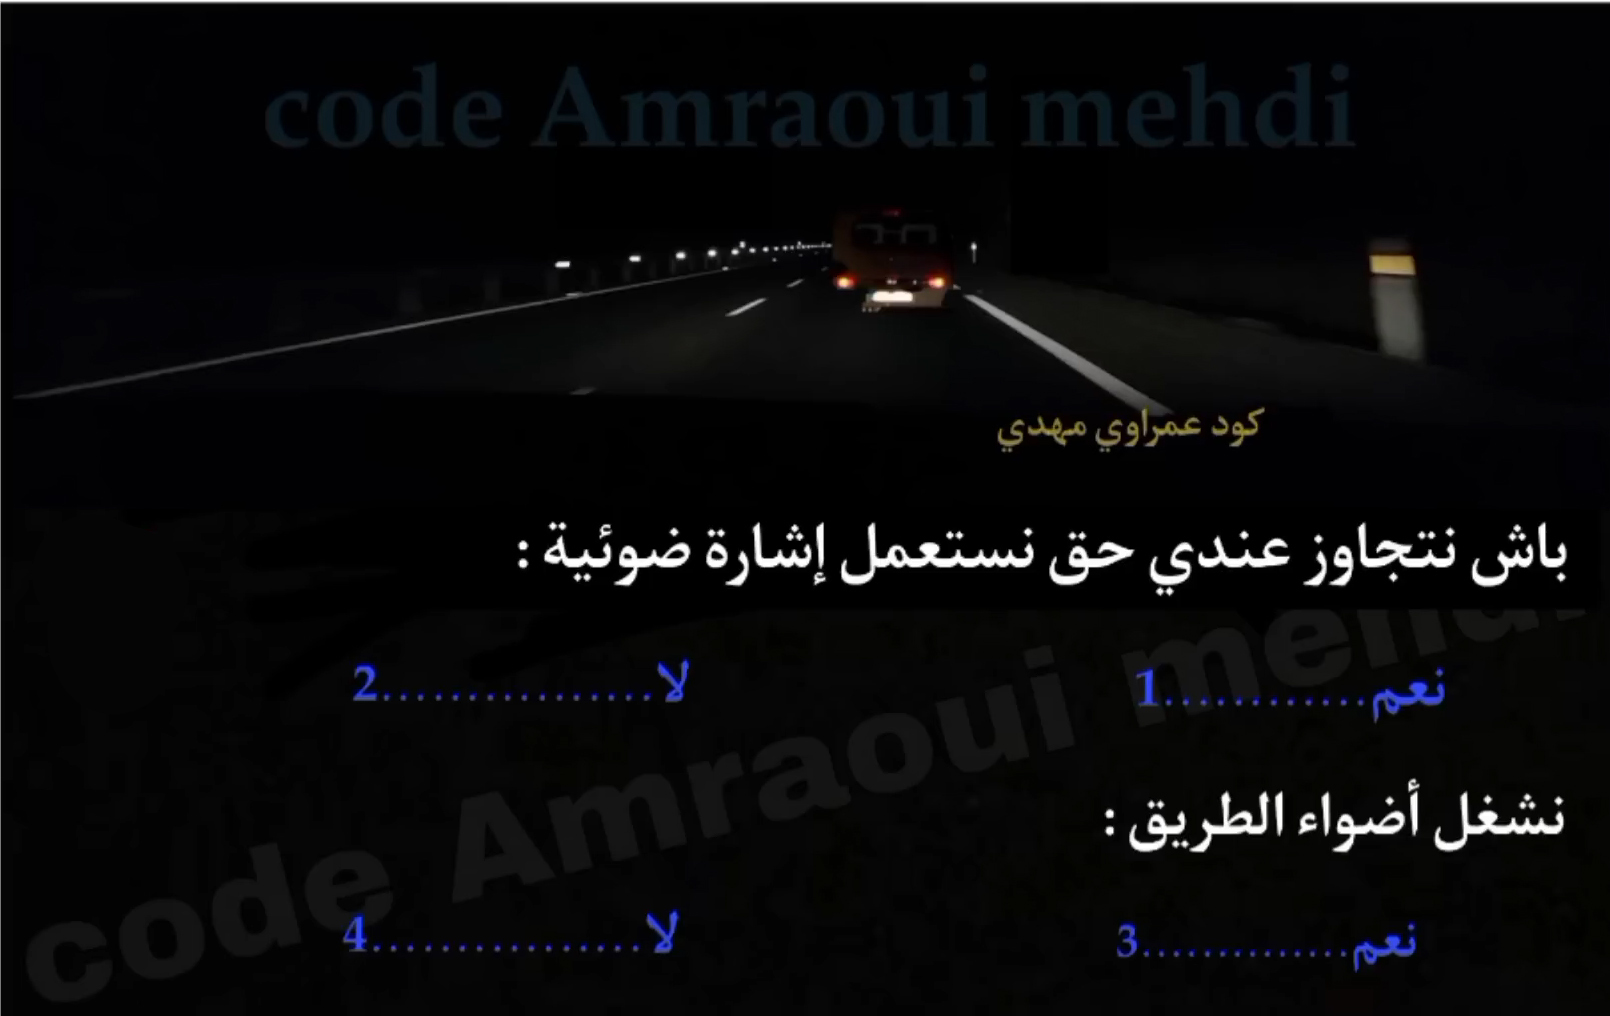 code Amraoui mehdi
كود عمراوي مهدي
باش نتجاوز عندي حق نستعمل إشارة ضوئية :
نعم............1 لا................2
نشغل أضواء الطريق :
نعم.............3 لا................4
code Amraoui mehdi